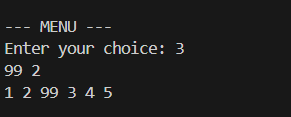 --- MENU ---
Enter your choice: 3
99 2
1 2 99 3 4 5